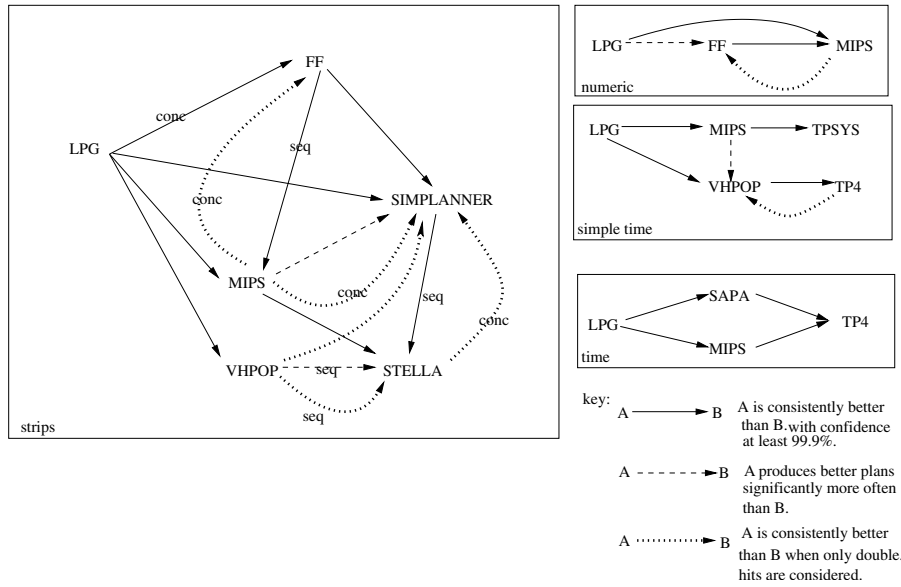 FF
conc
LPG
seq
conc
SIMPLANNER
MIPS
conc
seq
conc
VHPOP
seq
STELLA
seq
strips
LPG
FF
MIPS
numeric
LPG
MIPS
TPSYS
VHPOP
TP4
simple time
SAPA
LPG
TP4
MIPS
time
key:
A
B
A is consistently better
than B.with confidence
at least 99.9%.
A
B
A produces better plans
significantly more often
than B.
A
B
A is consistently better
than B when only double.
hits are considered.